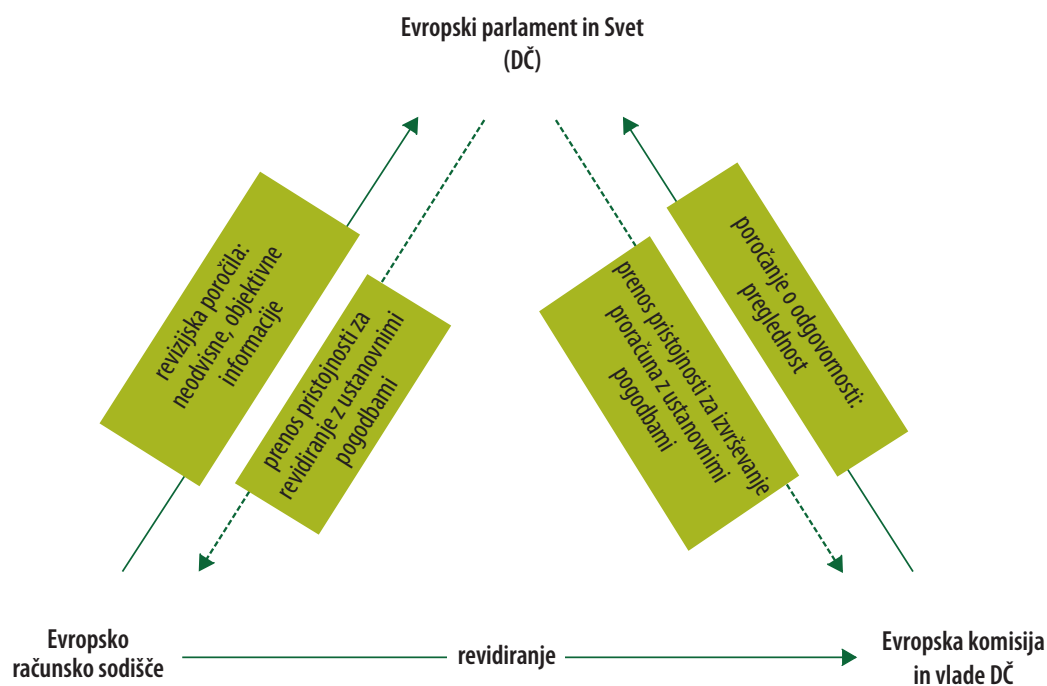 Evropski parlament in Svet
(DČ)
revizijska poročila:
neodvisne, objektivne
informacije
prenos pristojnosti za
revidiranje z ustanovnimi
pogodbami
prenos pristojnosti za izvrševanje
proračuna z ustanovnimi
pogodbami
poročanje o odgovornosti:
preglednost
Evropsko
računsko sodišče
revidiranje
Evropska komisija
in vlade DČ